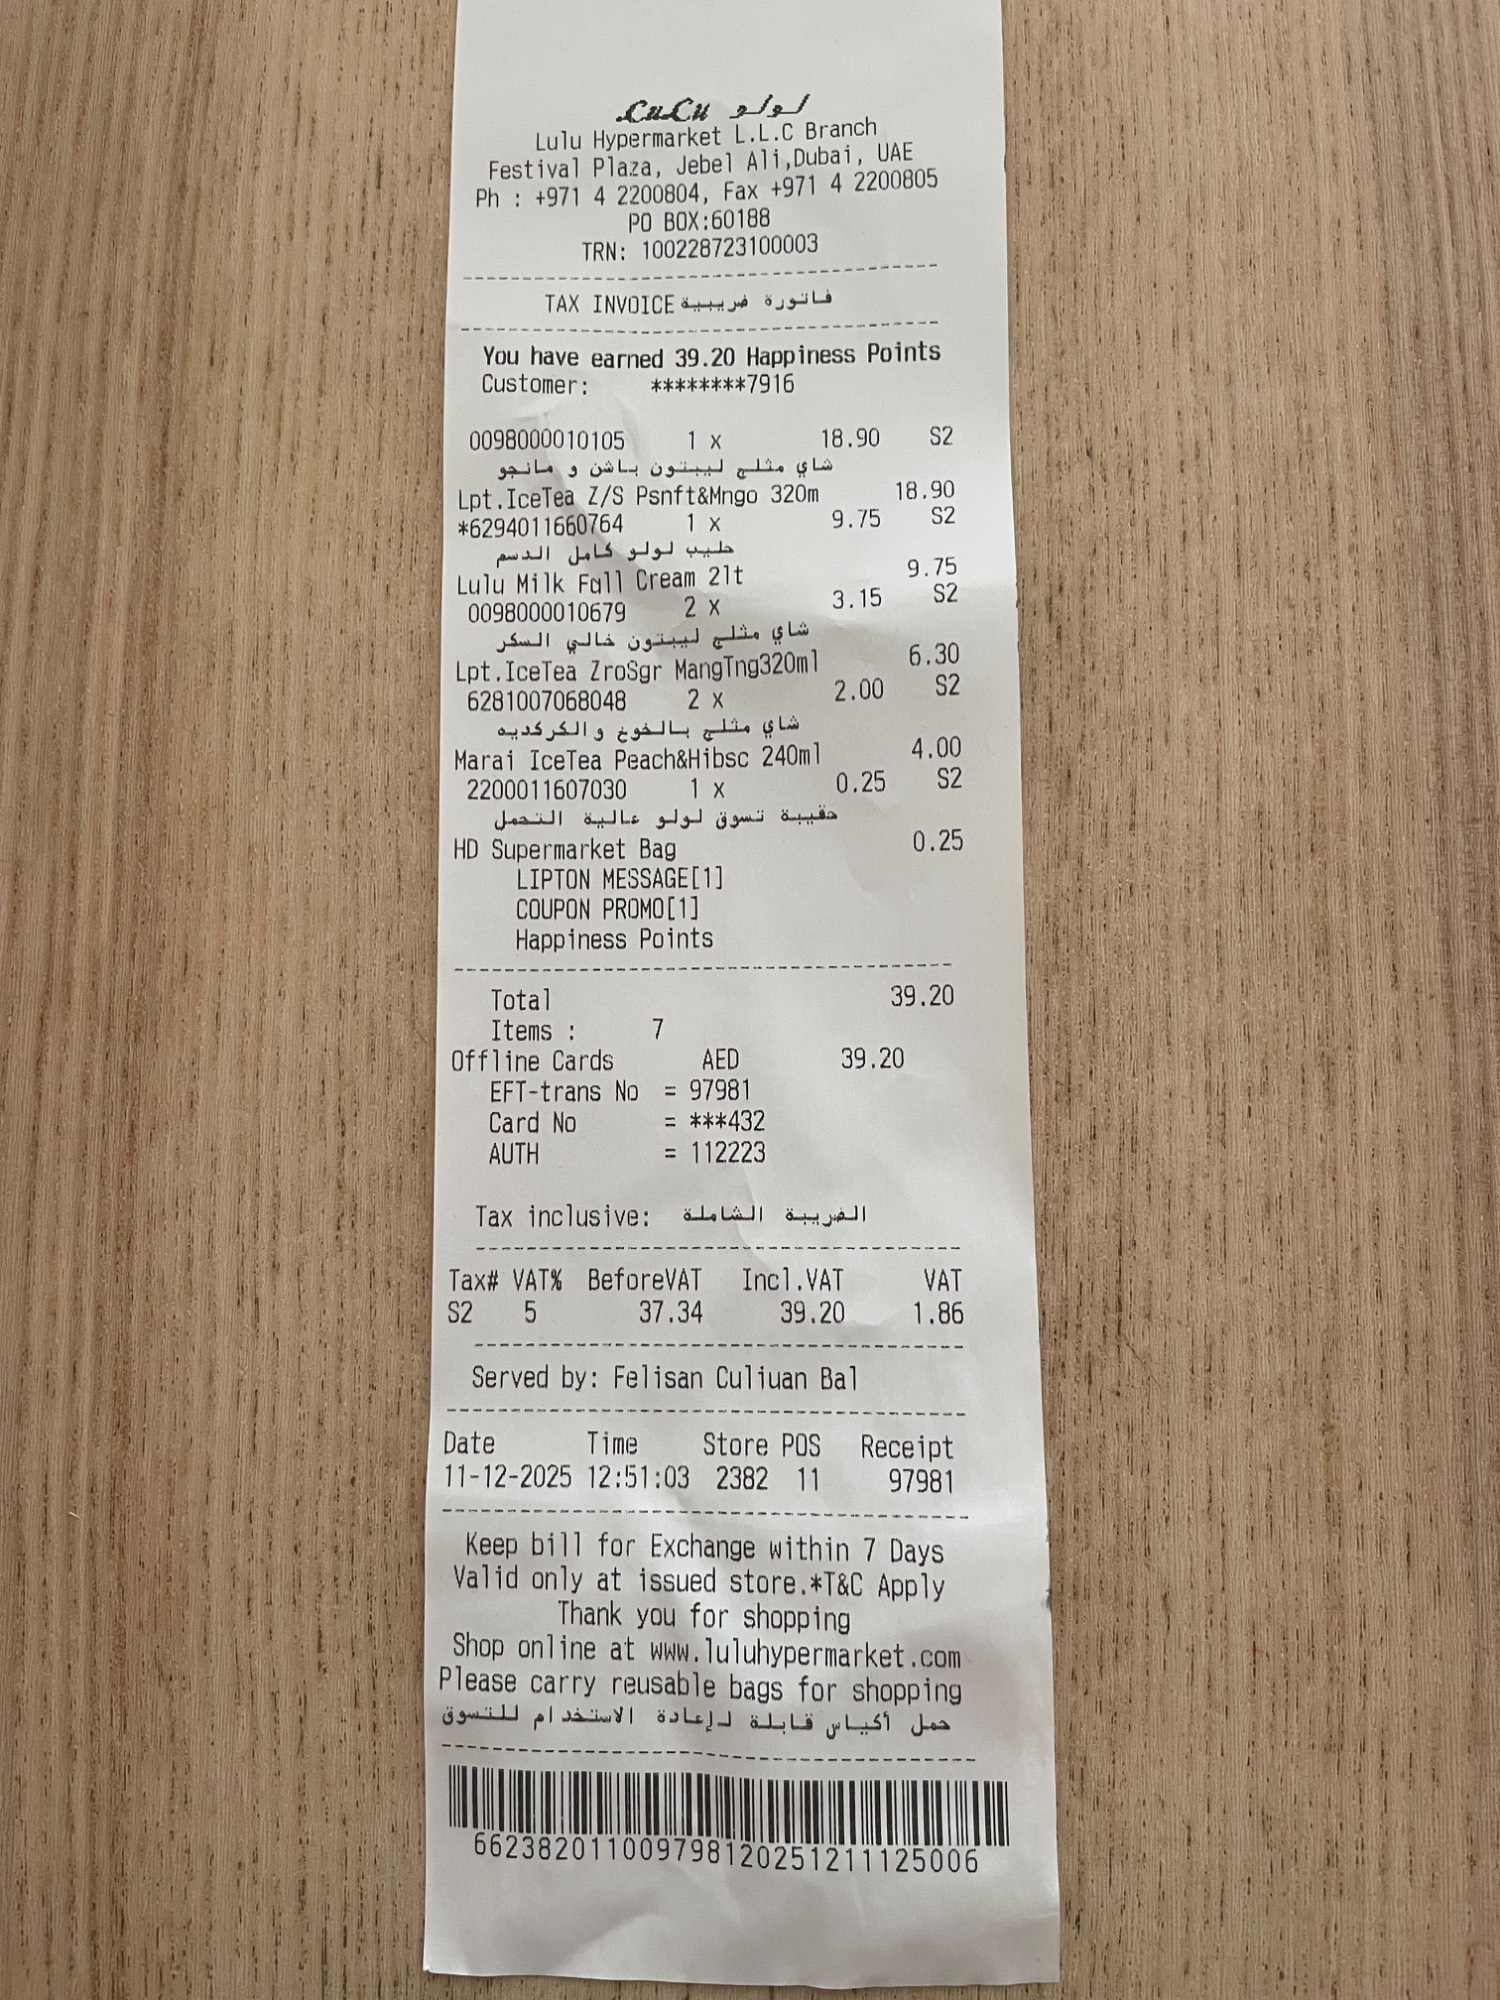 LuLu لولو
Lulu Hypermarket L.L.C Branch
Festival Plaza, Jebel Ali,Dubai, UAE
Ph : +971 4 2200804, Fax +971 4 2200805
PO BOX:60188
TRN: 100228723100003
TAX INVOICE فاتورة ضريبية
You have earned 39.20 Happiness Points
Customer: ********7916
0098000010105 1 x 18.90 S2
شاي مثلج ليبتون باشن و مانجو
Lpt.IceTea Z/S Psnft&Mngo 320m 18.90
*6294011660764 1 x 9.75 S2
حليب لولو كامل الدسم
Lulu Milk Full Cream 2lt 9.75
0098000010679 2 x 3.15 S2
شاي مثلج ليبتون خالي السكر
Lpt.IceTea ZroSgr MangTng320ml 6.30
6281007068048 2 x 2.00 S2
شاي مثلج بالخوخ والكركديه
Marai IceTea Peach&Hibsc 240ml 4.00
2200011607030 1 x 0.25 S2
حقيبة تسوق لولو عالية التحمل
HD Supermarket Bag 0.25
LIPTON MESSAGE[1]
COUPON PROMO[1]
Happiness Points
Total 39.20
Items : 7
Offline Cards AED 39.20
EFT-trans No = 97981
Card No = ***432
AUTH = 112223
Tax inclusive: الضريبة الشاملة
Tax# VAT% BeforeVAT Incl.VAT VAT
S2 5 37.34 39.20 1.86
Served by: Felisan Culiuan Bal
Date Time Store POS Receipt
11-12-2025 12:51:03 2382 11 97981
Keep bill for Exchange within 7 Days
Valid only at issued store.*T&C Apply
Thank you for shopping
Shop online at www.luluhypermarket.com
Please carry reusable bags for shopping
حمل أكياس قابلة لإعادة الاستخدام للتسوق
662382011009798120251211125006